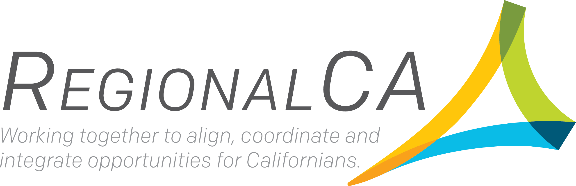 REGIONALCA
Working together to align, coordinate and
integrate opportunities for Californians.